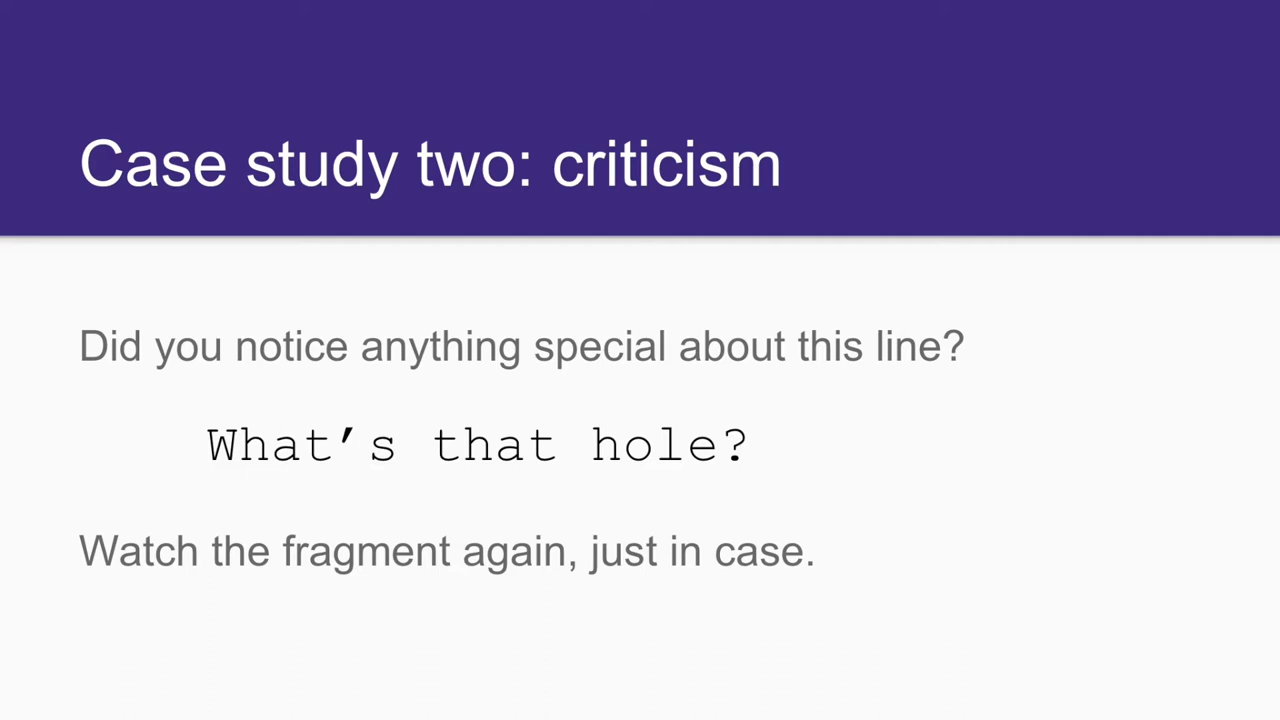 Case study two: criticism
Did you notice anything special about this line?
What’s that hole?
Watch the fragment again, just in case.